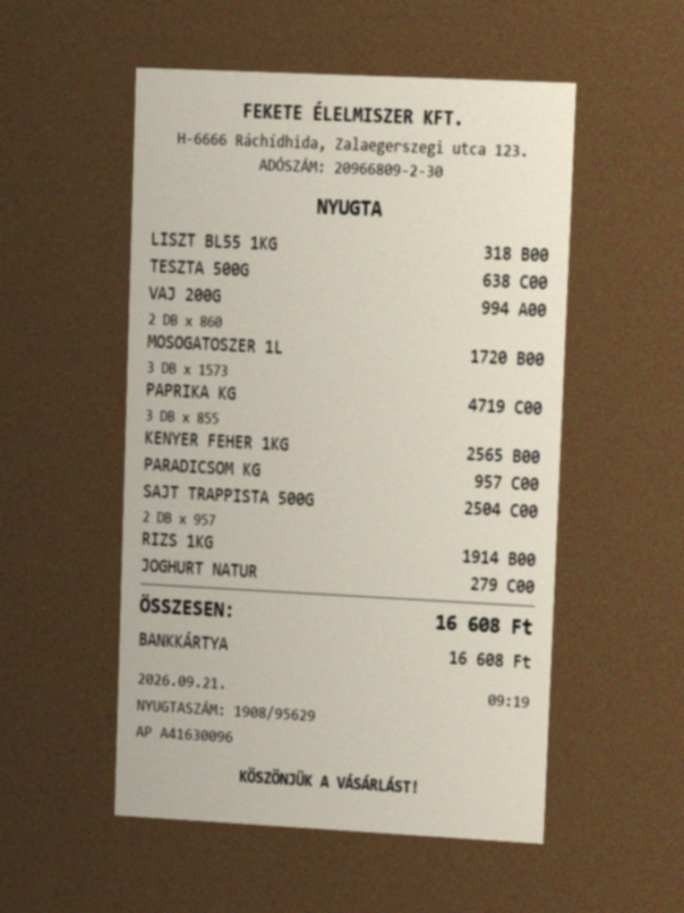 FEKETE ÉLELMISZER KFT.
H-6666 Ráchídhida, Zalaegerszegi utca 123.
ADÓSZÁM: 20966809-2-30
NYUGTA
LISZT BL55 1KG 318 B00
TESZTA 500G 638 C00
VAJ 200G 994 A00
2 DB x 860
MOSOGATOSZER 1L 1720 B00
3 DB x 1573
PAPRIKA KG 4719 C00
3 DB x 855
KENYER FEHER 1KG 2565 B00
PARADICSOM KG 957 C00
SAJT TRAPPISTA 500G 2504 C00
2 DB x 957
RIZS 1KG 1914 B00
JOGHURT NATUR 279 C00
ÖSSZESEN: 16 608 Ft
BANKKÁRTYA 16 608 Ft
2026.09.21. 09:19
NYUGTASZÁM: 1908/95629
AP A41630096
KÖSZÖNJÜK A VÁSÁRLÁST!